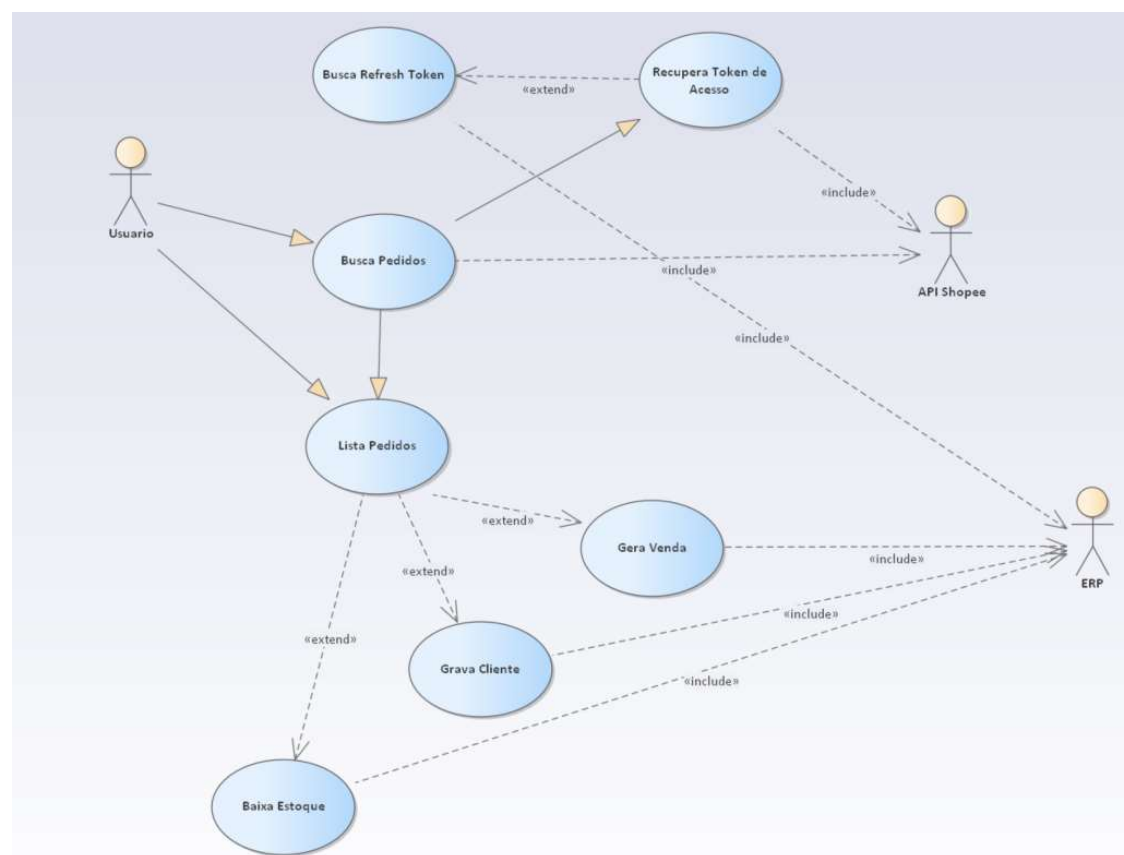 Busca Refresh Token
Recupera Token de
Acesso
«extend»
«include»
Usuario
Busca Pedidos
«include»
API Shopee
«include»
Lista Pedidos
«extend»
Gera Venda
«include»
ERP
«extend»
«include»
«extend»
Grava Cliente
«include»
Baixa Estoque